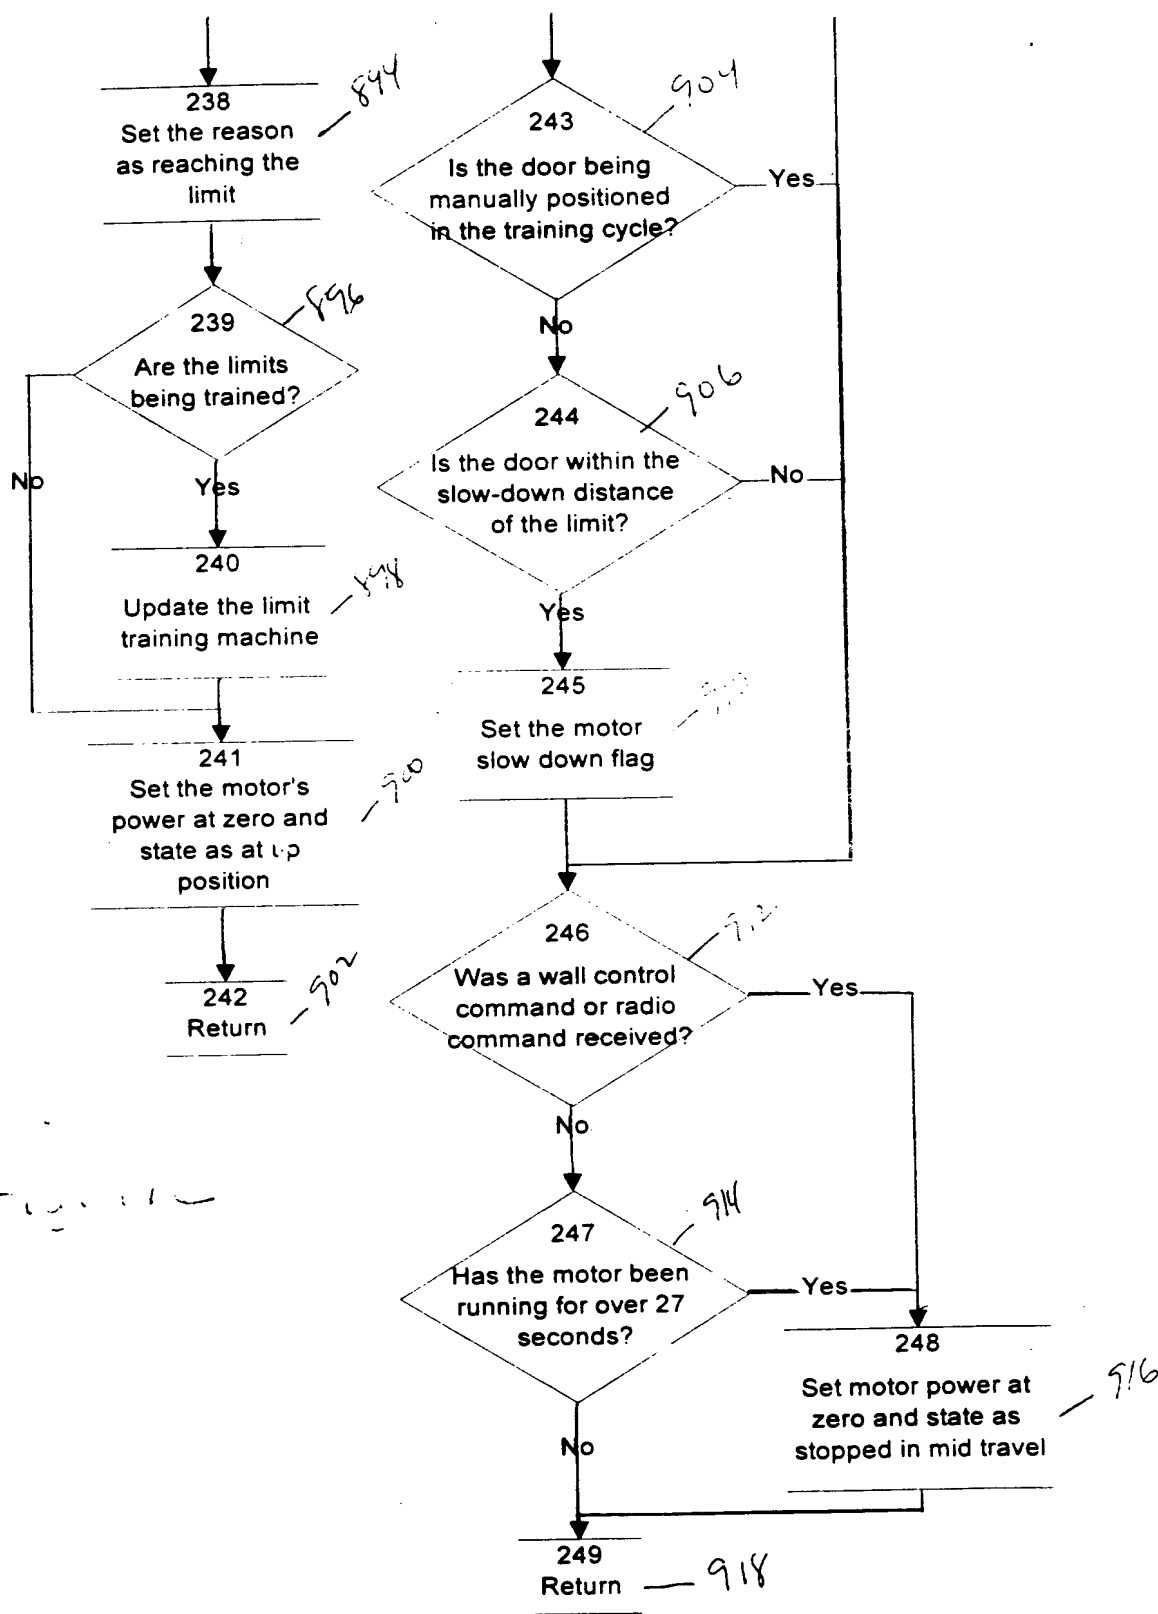 238
Set the reason
as reaching the
limit
894
239
Are the limits
being trained?
896
No
Yes
240
Update the limit
training machine
898
241
Set the motor's
power at zero and
state as at up
position
900
242
Return
902
243
Is the door being
manually positioned
in the training cycle?
904
Yes
No
244
Is the door within the
slow-down distance
of the limit?
906
No
Yes
245
Set the motor
slow down flag
246
Was a wall control
command or radio
command received?
912
Yes
No
247
Has the motor been
running for over 27
seconds?
914
Yes
No
248
Set motor power at
zero and state as
stopped in mid travel
916
249
Return
918